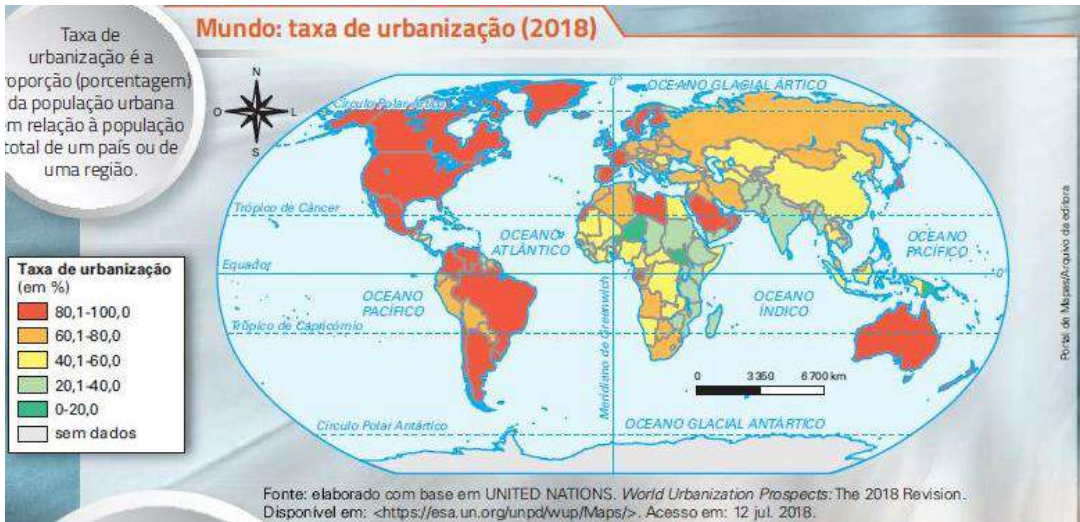 Taxa de
urbanização é a
roporção (porcentagem)
da população urbana
em relação à população
total de um país ou de
uma região.
Mundo: taxa de urbanização (2018)
N
O
L
S
0°
OCEANO GLACIAL ÁRTICO
Círculo Polar Ártico
Trópico de Câncer
OCEANO
ATLÂNTICO
OCEANO
PACÍFICO
Equador
0°
OCEANO
PACÍFICO
OCEANO
ÍNDICO
Trópico de Capricórnio
Meridiano de Greenwich
0 3 350 6 700 km
Círculo Polar Antártico
OCEANO GLACIAL ANTÁRTICO
Taxa de urbanização
(em %)
80,1-100,0
60,1-80,0
40,1-60,0
20,1-40,0
0-20,0
sem dados
Portal de Mapas/Arquivo da editora
Fonte: elaborado com base em UNITED NATIONS. World Urbanization Prospects: The 2018 Revision.
Disponível em: <https://esa.un.org/unpd/wup/Maps/>. Acesso em: 12 jul. 2018.